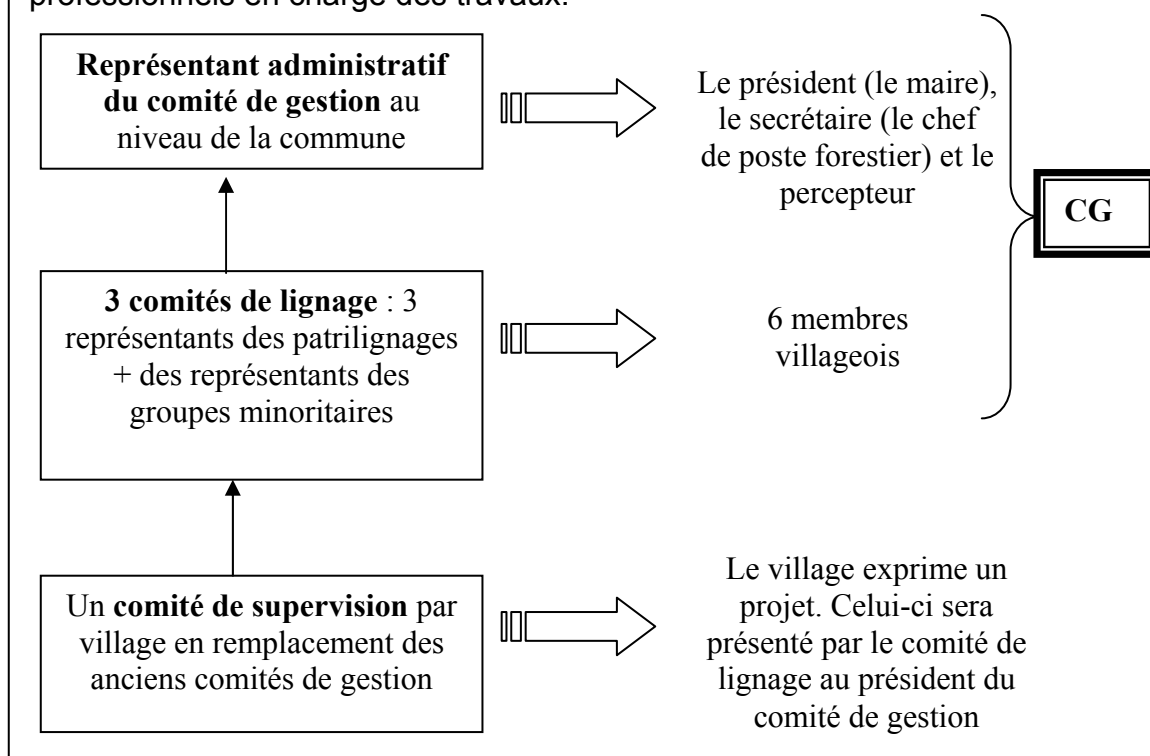 professionnels en charge des travaux.
Représentant administratif
du comité de gestion au
niveau de la commune
Le président (le maire),
le secrétaire (le chef
de poste forestier) et le
percepteur
CG
3 comités de lignage : 3
représentants des patrilignages
+ des représentants des
groupes minoritaires
6 membres
villageois
Un comité de supervision par
village en remplacement des
anciens comités de gestion
Le village exprime un
projet. Celui-ci sera
présenté par le comité de
lignage au président du
comité de gestion